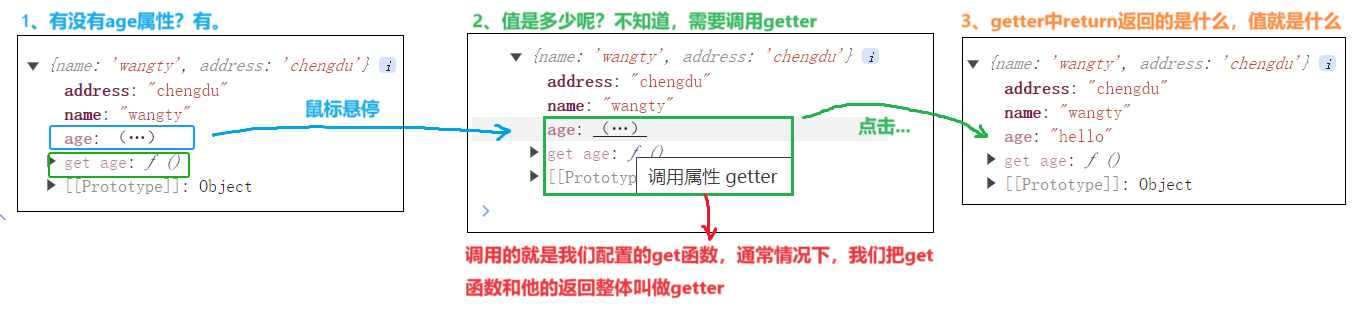 1、有没有age属性？有。
▼ {name: 'wangty', address: 'chengdu'} i
address: "chengdu"
name: "wangty"
age: (...)
▶ get age: ƒ ()
▶ [[Prototype]]: Object
鼠标悬停
2、值是多少呢？不知道，需要调用getter
▼ {name: 'wangty', address: 'chengdu'} i
address: "chengdu"
name: "wangty"
age: (...)
▶ get age: ƒ ()
▶ [[Prototyp
调用属性 getter
>
点击...
调用的就是我们配置的get函数，通常情况下，我们把get
函数和他的返回整体叫做getter
3、getter中return返回的是什么，值就是什么
▼ {name: 'wangty', address: 'chengdu'} i
address: "chengdu"
name: "wangty"
age: "hello"
▶ get age: ƒ ()
▶ [[Prototype]]: Object